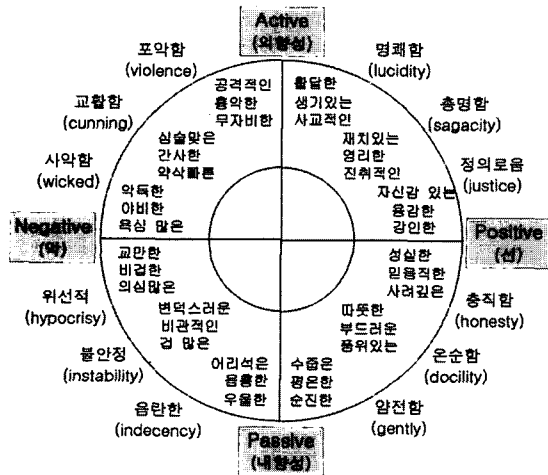 Active
(외향성)
포악함
(violence)
명쾌함
(lucidity)
공격적인
흉악한
무자비한
활달한
생기있는
사교적인
교활함
(cunning)
총명함
(sagacity)
심술맞은
간사한
약삭빠른
재치있는
영리한
진취적인
사악함
(wicked)
정의로움
(justice)
악독한
야비한
욕심 많은
자신감 있는
용감한
강인한
Negative
(악)
Positive
(선)
교만한
비겁한
의심많은
성실한
믿음직한
사려깊은
위선적
(hypocrisy)
충직함
(honesty)
변덕스러운
비관적인
겁 많은
따뜻한
부드러운
품위있는
불안정
(instability)
온순함
(docility)
어리석은
음흉한
우울한
수줍은
평온한
순진한
음란한
(indecency)
얌전함
(gently)
Passive
(내향성)